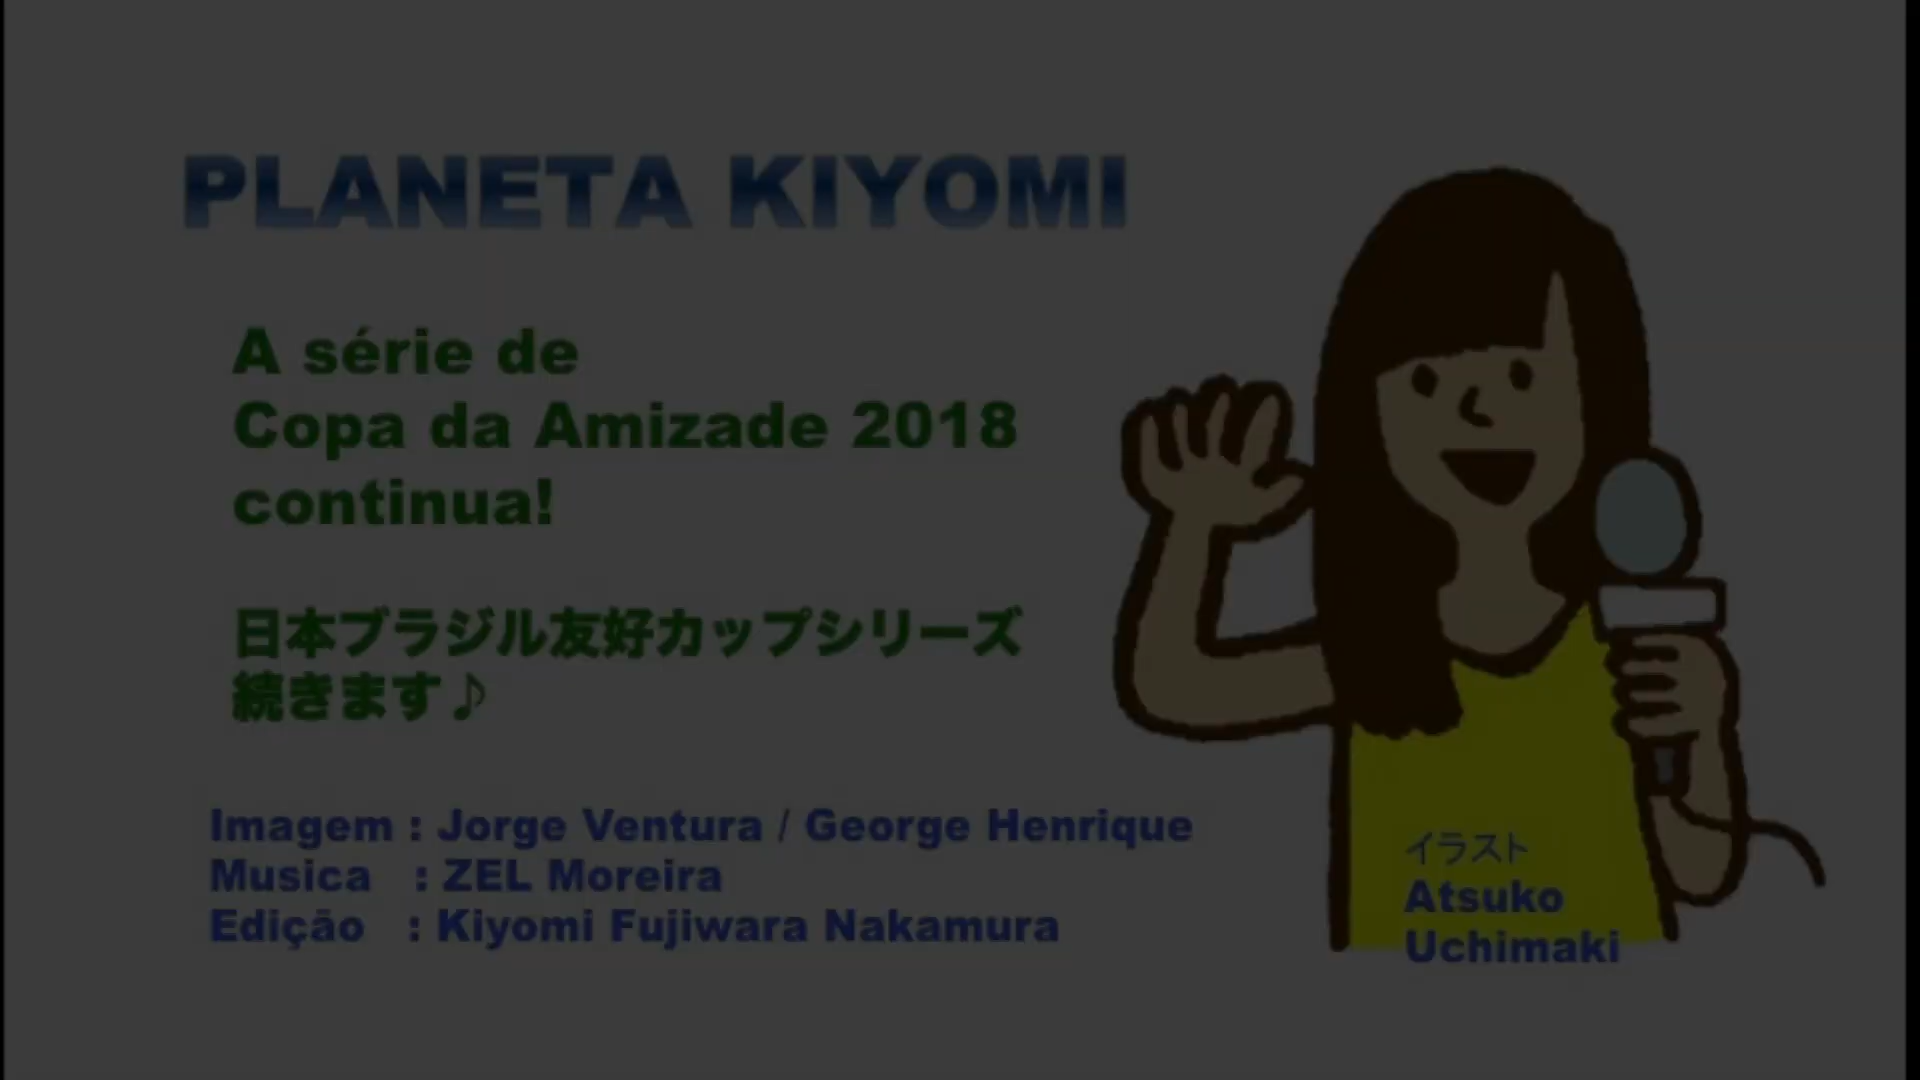 PLANETA KIYOMI
A série de
Copa da Amizade 2018
continua!
日本ブラジル友好カップシリーズ
続きます♪
Imagem : Jorge Ventura / George Henrique
Musica : ZEL Moreira
Edição : Kiyomi Fujiwara Nakamura
イラスト
Atsuko
Uchimaki